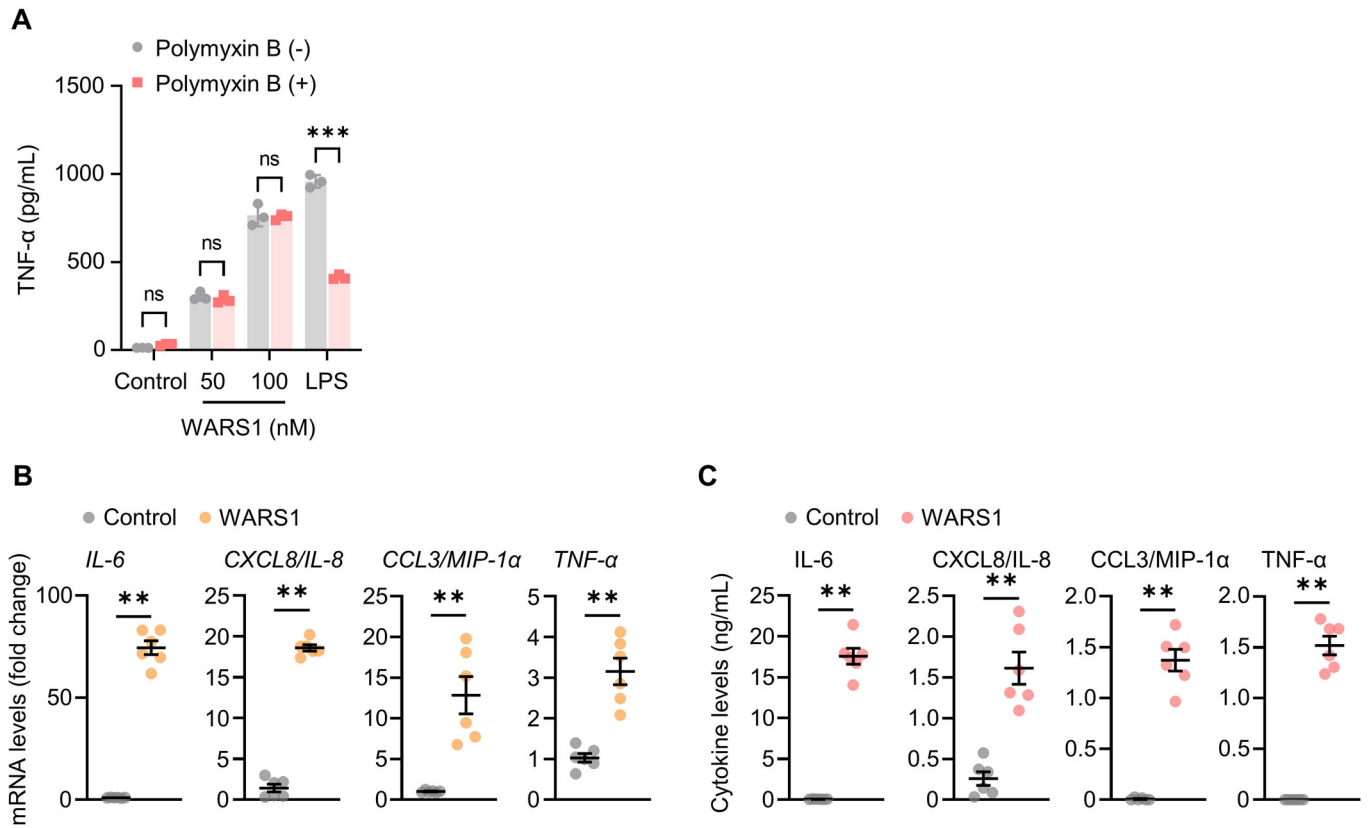 A
Polymyxin B (-)
Polymyxin B (+)
1500
1000
500
0
TNF-α (pg/mL)
ns
ns
ns
***
Control 50 100 LPS
WARS1 (nM)
B
Control WARS1
mRNA levels (fold change)
IL-6 CXCL8/IL-8 CCL3/MIP-1α TNF-α
** ** ** **
100
50
0
25
20
15
10
5
0
25
20
15
10
5
0
5
4
3
2
1
0
C
Control WARS1
Cytokine levels (ng/mL)
IL-6 CXCL8/IL-8 CCL3/MIP-1α TNF-α
** ** ** **
25
20
15
10
5
0
2.5
2.0
1.5
1.0
0.5
0
2.0
1.5
1.0
0.5
0
2.0
1.5
1.0
0.5
0